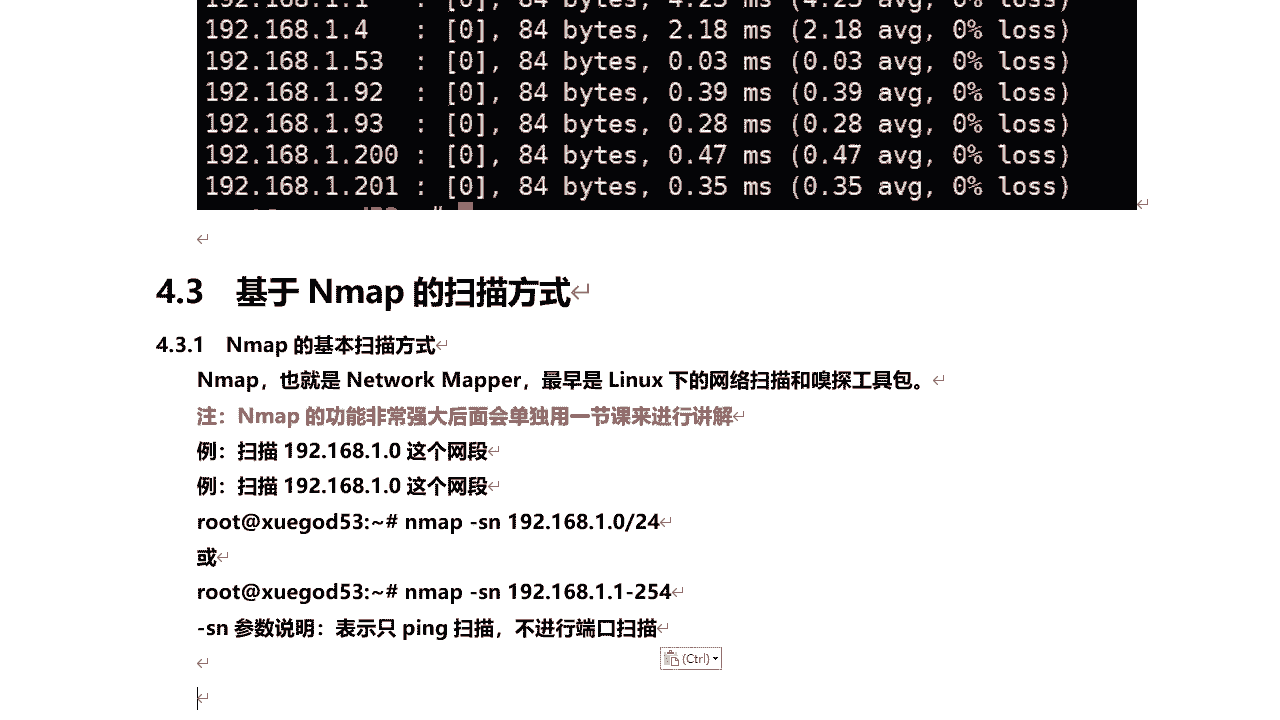 192.168.1.1   : [0], 84 bytes, 4.25 ms (4.25 avg, 0% loss)
192.168.1.4   : [0], 84 bytes, 2.18 ms (2.18 avg, 0% loss)
192.168.1.53  : [0], 84 bytes, 0.03 ms (0.03 avg, 0% loss)
192.168.1.92  : [0], 84 bytes, 0.39 ms (0.39 avg, 0% loss)
192.168.1.93  : [0], 84 bytes, 0.28 ms (0.28 avg, 0% loss)
192.168.1.200 : [0], 84 bytes, 0.47 ms (0.47 avg, 0% loss)
192.168.1.201 : [0], 84 bytes, 0.35 ms (0.35 avg, 0% loss)
4.3 基于 Nmap 的扫描方式
4.3.1 Nmap 的基本扫描方式
Nmap，也就是 Network Mapper，最早是 Linux 下的网络扫描和嗅探工具包。
注：Nmap 的功能非常强大后面会单独用一节课来进行讲解
例：扫描 192.168.1.0 这个网段
例：扫描 192.168.1.0 这个网段
root@xuegod53:~# nmap -sn 192.168.1.0/24
或
root@xuegod53:~# nmap -sn 192.168.1.1-254
-sn 参数说明：表示只 ping 扫描，不进行端口扫描
(Ctrl)